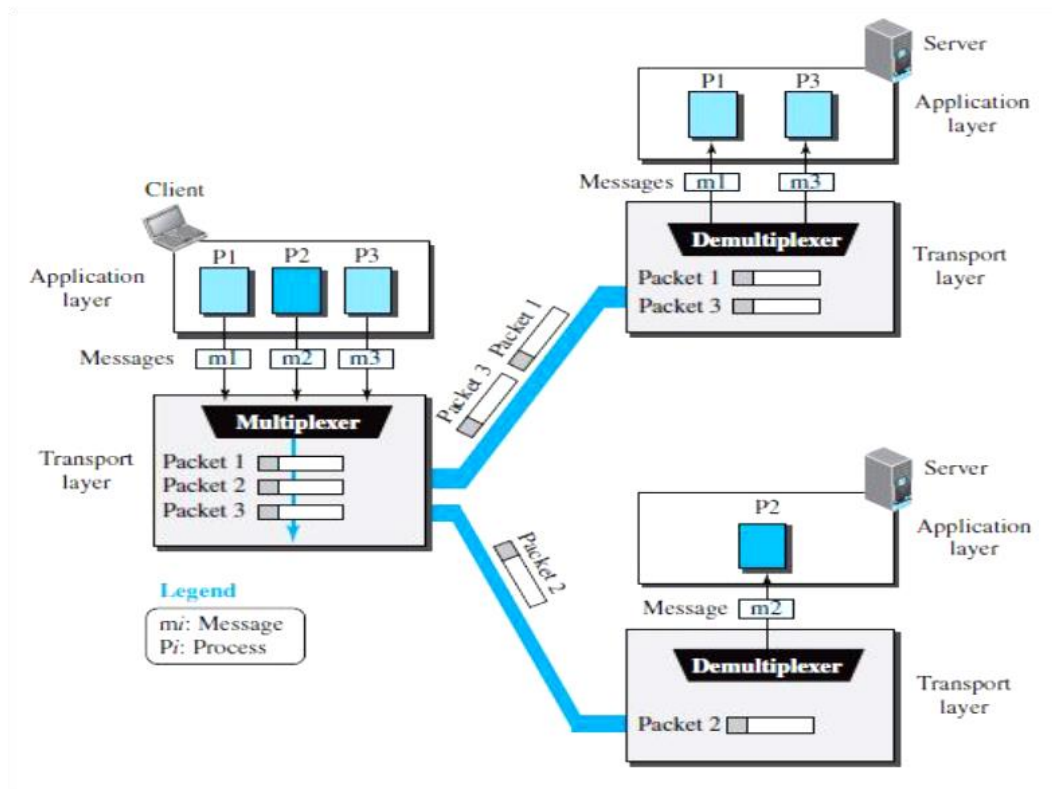 Server
P1 P3
Application
layer
Messages m1 m3
Demultiplexer
Packet 1
Packet 3
Transport
layer
Client
P1 P2 P3
Application
layer
Messages m1 m2 m3
Multiplexer
Packet 1
Packet 2
Packet 3
Transport
layer
Packet 1
Packet 3
Packet 2
Server
P2
Application
layer
Message m2
Demultiplexer
Packet 2
Transport
layer
Legend
mi: Message
Pi: Process